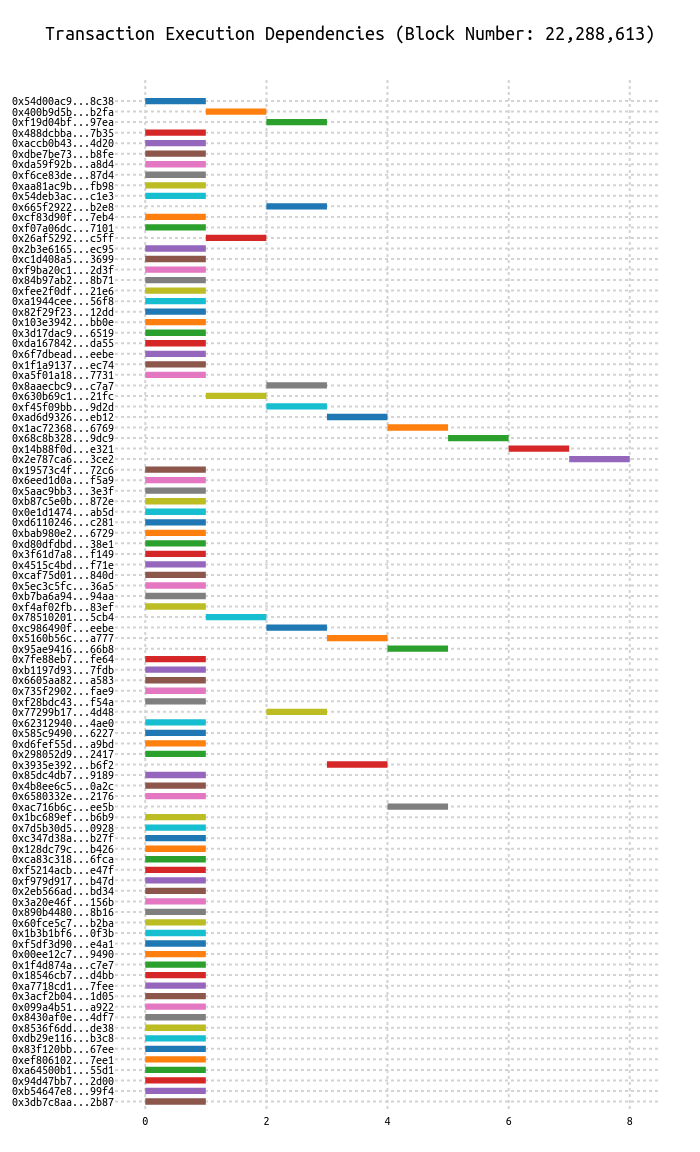 Transaction Execution Dependencies (Block Number: 22,288,613)
0x54d00ac9...8c38
0x400b9d5b...b2fa
0xf19d04bf...97ea
0x488dcbba...7b35
0xaccb0b43...4d20
0xdbe7be73...b8fe
0xda59f92b...a8d4
0xf6ce83de...87d4
0xaa81ac9b...fb98
0x54deb3ac...c1e3
0x665f2922...b2e8
0xcf83d90f...7eb4
0xf07a06dc...7101
0x26af5292...c5ff
0x2b3e6165...ec95
0xc1d408a5...3699
0xf9ba20c1...2d3f
0x84b97ab2...8b71
0xfee2f0df...21e6
0xa1944cee...56f8
0x82f29f23...12dd
0x103e3942...bb0e
0x3d17dac9...6519
0xda167842...da55
0x6f7dbead...eebe
0x1f1a9137...ec74
0xa5f01a18...7731
0x8aaecbc9...c7a7
0x630b69c1...21fc
0xf45f09bb...9d2d
0xad6d9326...eb12
0x1ac72368...6769
0x68c8b328...9dc9
0x14b88f0d...e321
0x2e787ca6...3ce2
0x19573c4f...72c6
0x6eed1d0a...f5a9
0x5aac9bb3...3e3f
0xb87c5e0b...872e
0x0e1d1474...ab5d
0xd6110246...c281
0xbab980e2...6729
0xd80dfdbd...38e1
0x3f61d7a8...f149
0x4515c4bd...f71e
0xcaf75d01...840d
0x5ec3c5fc...36a5
0xb7ba6a94...94aa
0xf4af02fb...83ef
0x78510201...5cb4
0xc986490f...eebe
0x5160b56c...a777
0x95ae9416...66b8
0x7fe88eb7...fe64
0xb1197d93...7fdb
0x6605aa82...a583
0x735f2902...fae9
0xf28bdc43...f54a
0x77299b17...4d48
0x62312940...4ae0
0x585c9490...6227
0xd6fef55d...a9bd
0x298052d9...2417
0x3935e392...b6f2
0x85dc4db7...9189
0x4b8ee6c5...0a2c
0x6580332e...2176
0xac716b6c...ee5b
0x1bc689ef...b6b9
0x7d5b30d5...0928
0xc347d38a...b27f
0x128dc79c...b426
0xca83c318...6fca
0xf5214acb...e47f
0xf979d917...b47d
0x2eb566ad...bd34
0x3a20e46f...156b
0x890b4480...8b16
0x60fce5c7...b2ba
0x1b3b1bf6...0f3b
0xf5df3d90...e4a1
0x00ee12c7...9490
0x1f4d874a...c7e7
0x18546cb7...d4bb
0xa7718cd1...7fee
0x3acf2b04...1d05
0x099a4b51...a922
0x8430af0e...4df7
0x8536f6dd...de38
0xdb29e116...b3c8
0x83f120bb...67ee
0xef806102...7ee1
0xa64500b1...55d1
0x94d47bb7...2d00
0xb54647e8...99f4
0x3db7c8aa...2b87
0 2 4 6 8